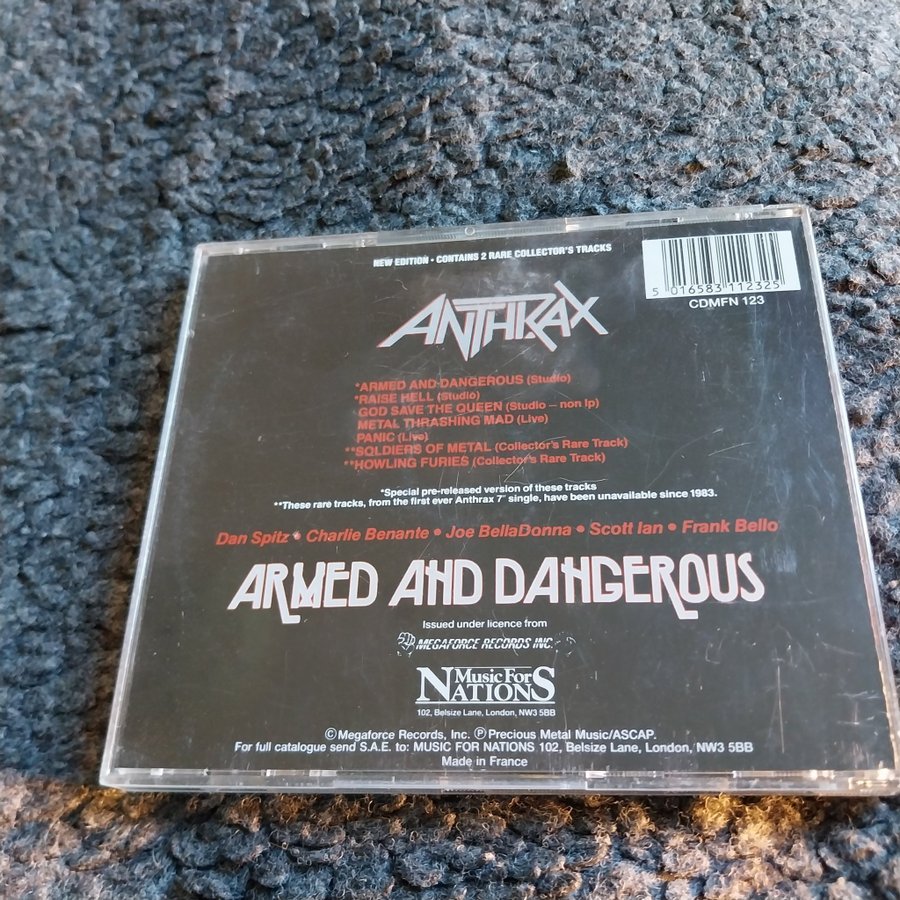 NEW EDITION • CONTAINS 2 RARE COLLECTOR'S TRACKS
5 016583 112325
CDMFN 123
ANTHRAX
*ARMED AND DANGEROUS (Studio)
*RAISE HELL (Studio)
GOD SAVE THE QUEEN (Studio – non lp)
METAL THRASHING MAD (Live)
PANIC (Live)
**SOLDIERS OF METAL (Collector's Rare Track)
**HOWLING FURIES (Collector's Rare Track)
*Special pre-released version of these tracks
**These rare tracks, from the first ever Anthrax 7" single, have been unavailable since 1983.
Dan Spitz • Charlie Benante • Joe BellaDonna • Scott Ian • Frank Bello
ARMED AND DANGEROUS
Issued under licence from
MEGAFORCE RECORDS INC.
Music For Nations
102, Belsize Lane, London, NW3 5BB
©Megaforce Records, Inc. ℗Precious Metal Music/ASCAP.
For full catalogue send S.A.E. to: MUSIC FOR NATIONS 102, Belsize Lane, London, NW3 5BB
Made in France